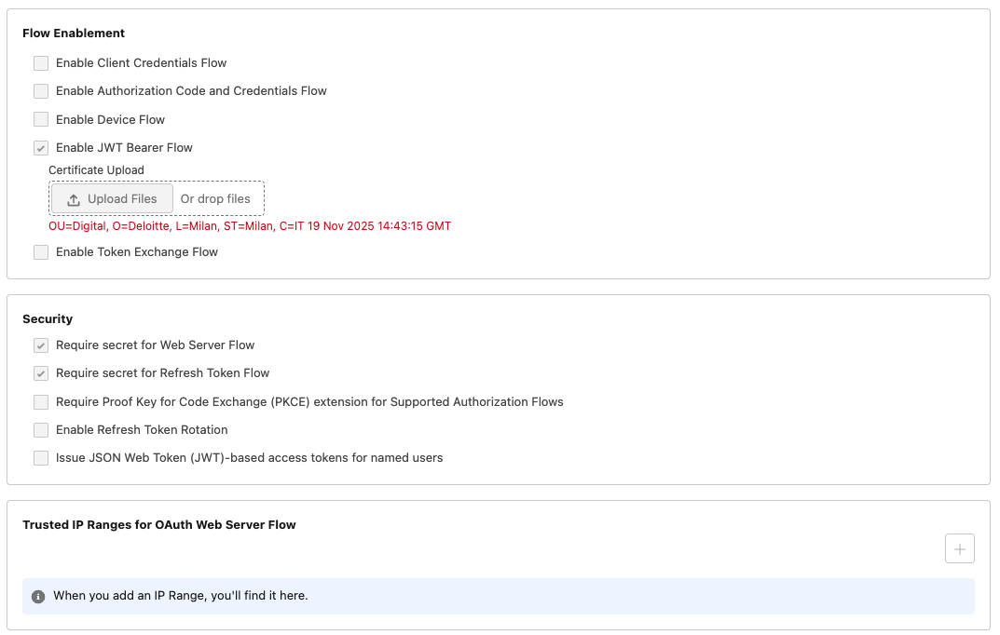 Flow Enablement
Enable Client Credentials Flow
Enable Authorization Code and Credentials Flow
Enable Device Flow
Enable JWT Bearer Flow
Certificate Upload
Upload Files Or drop files
OU=Digital, O=Deloitte, L=Milan, ST=Milan, C=IT 19 Nov 2025 14:43:15 GMT
Enable Token Exchange Flow
Security
Require secret for Web Server Flow
Require secret for Refresh Token Flow
Require Proof Key for Code Exchange (PKCE) extension for Supported Authorization Flows
Enable Refresh Token Rotation
Issue JSON Web Token (JWT)-based access tokens for named users
Trusted IP Ranges for OAuth Web Server Flow
When you add an IP Range, you'll find it here.